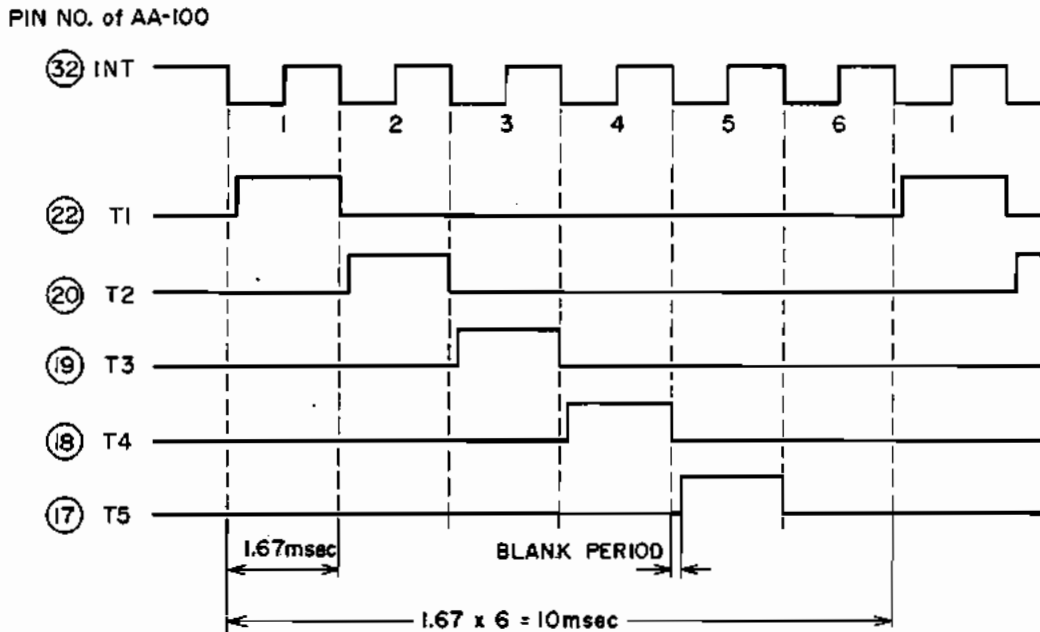 PIN NO. of AA-100
32 INT
1 2 3 4 5 6 1
22 T1
20 T2
19 T3
18 T4
17 T5
1.67msec
BLANK PERIOD
1.67 x 6 = 10msec